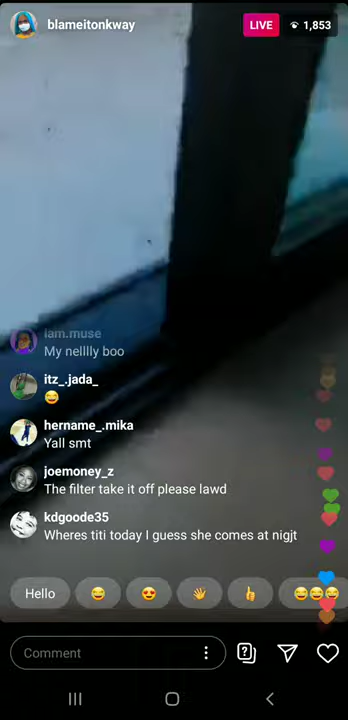 blameitonkway
LIVE
1,853
iam.muse
My nelllly boo
itz_.jada_
😂
hername_.mika
Yall smt
joemoney_z
The filter take it off please lawd
kdgoode35
Wheres titi today I guess she comes at nigjt
Hello 😂 😍 👋 👍 😂😂😂
Comment